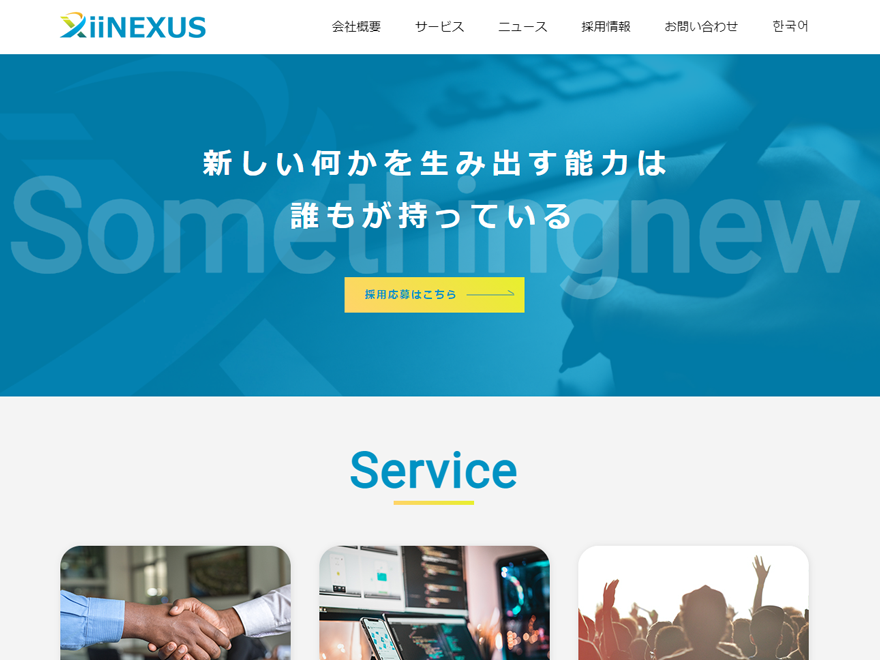 XiiNEXUS
会社概要 サービス ニュース 採用情報 お問い合わせ 한국어
Somethingnew
新しい何かを生み出す能力は
誰もが持っている
採用応募はこちら
Service